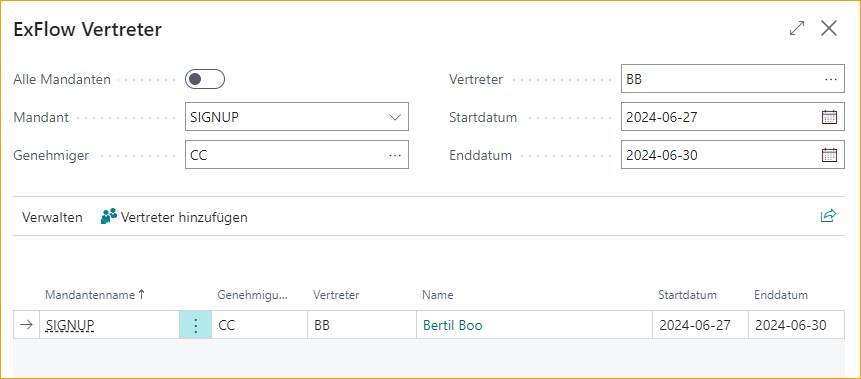 ExFlow Vertreter
Alle Mandanten
Vertreter BB
Mandant SIGNUP
Startdatum 2024-06-27
Genehmiger CC
Enddatum 2024-06-30
Verwalten Vertreter hinzufügen
Mandantenname↑ Genehmigu... Vertreter Name Startdatum Enddatum
SIGNUP CC BB Bertil Boo 2024-06-27 2024-06-30